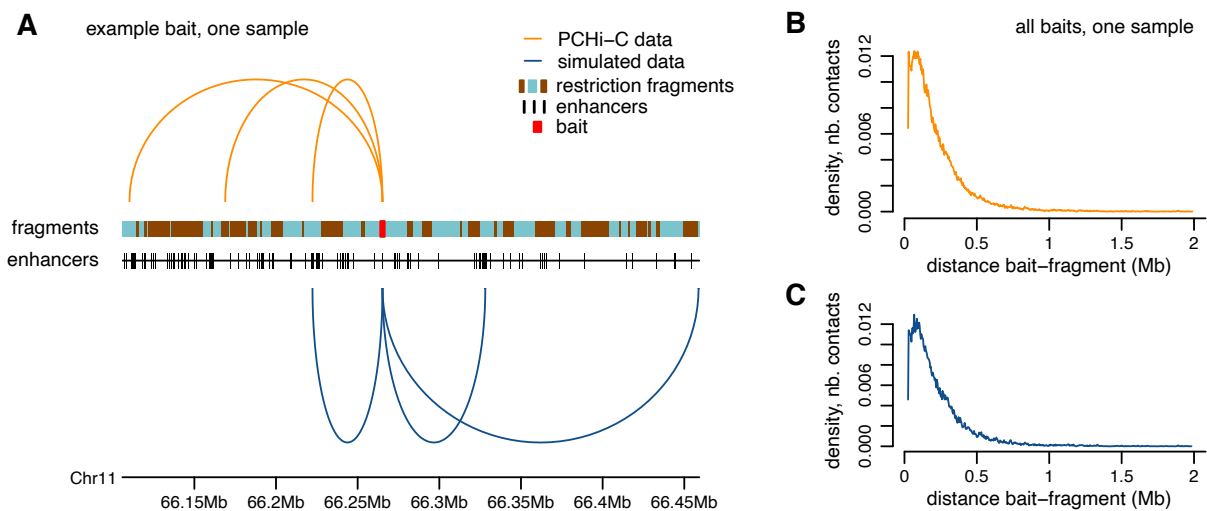 A
example bait, one sample
PCHi−C data
simulated data
restriction fragments
enhancers
bait
fragments
enhancers
Chr11
66.15Mb 66.2Mb 66.25Mb 66.3Mb 66.35Mb 66.4Mb 66.45Mb
B
all baits, one sample
density, nb. contacts
0.012
0.006
0.000
0 0.5 1 1.5 2
distance bait−fragment (Mb)
C
density, nb. contacts
0.012
0.006
0.000
0 0.5 1 1.5 2
distance bait−fragment (Mb)